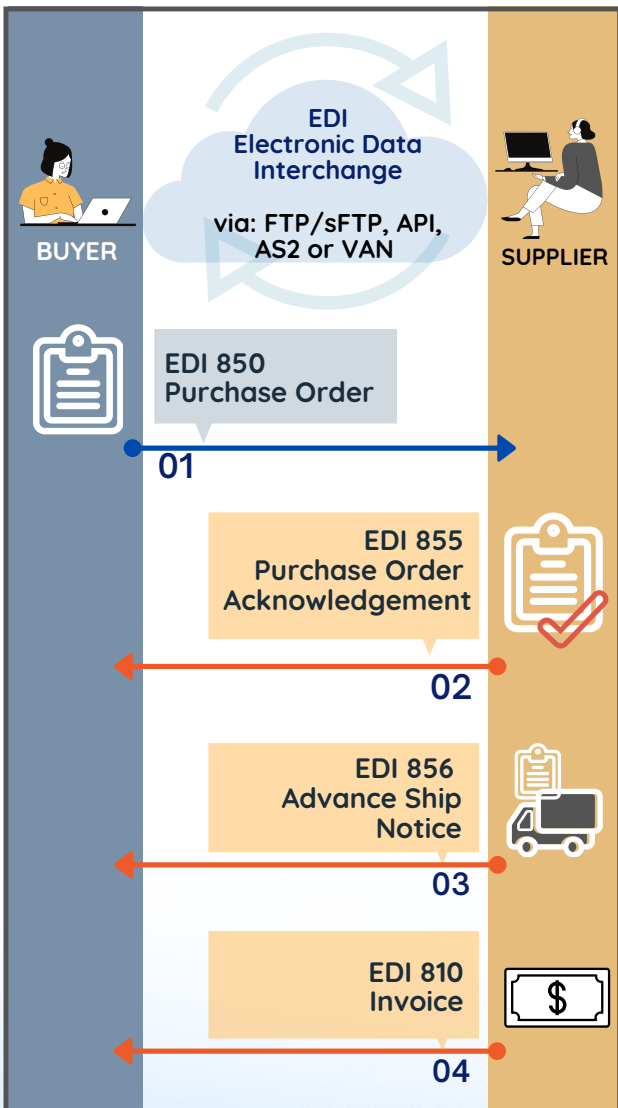 EDI
Electronic Data
Interchange
via: FTP/sFTP, API,
AS2 or VAN
BUYER
SUPPLIER
EDI 850
Purchase Order
01
EDI 855
Purchase Order
Acknowledgement
02
EDI 856
Advance Ship
Notice
03
EDI 810
Invoice
$
04